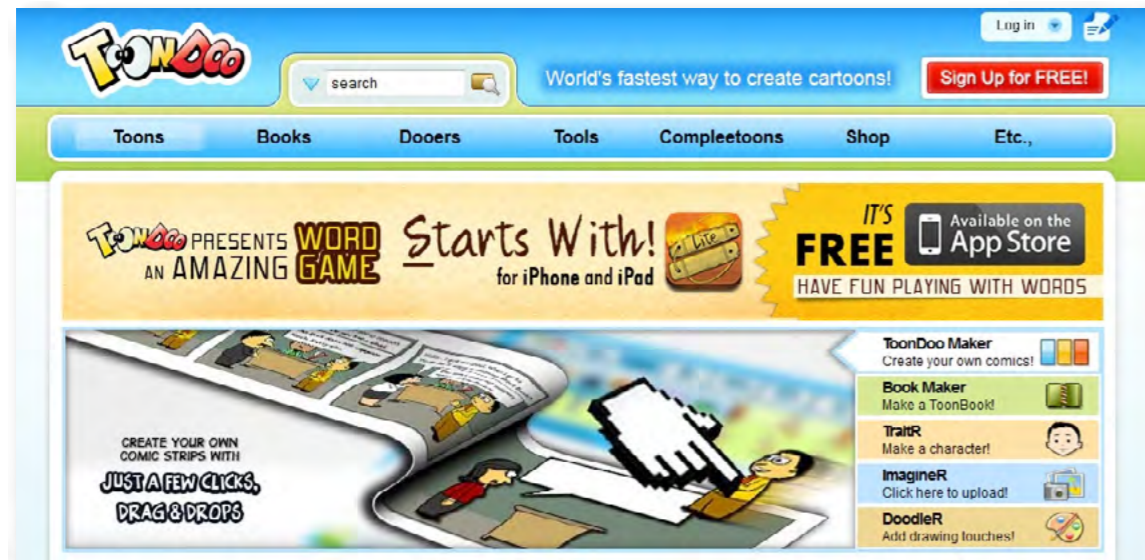 TOONDOO
Log in
search
World's fastest way to create cartoons!
Sign Up for FREE!
Toons Books Dooers Tools Compleetoons Shop Etc.,
TOONDOO PRESENTS
AN AMAZING
WORD
GAME
Starts With!
for iPhone and iPad
Lite
IT'S
FREE
Available on the
App Store
HAVE FUN PLAYING WITH WORDS
CREATE YOUR OWN
COMIC STRIPS WITH
JUST A FEW CLICKS,
DRAG & DROPS
ToonDoo Maker
Create your own comics!
Book Maker
Make a ToonBook!
TraitR
Make a character!
ImagineR
Click here to upload!
DoodleR
Add drawing touches!